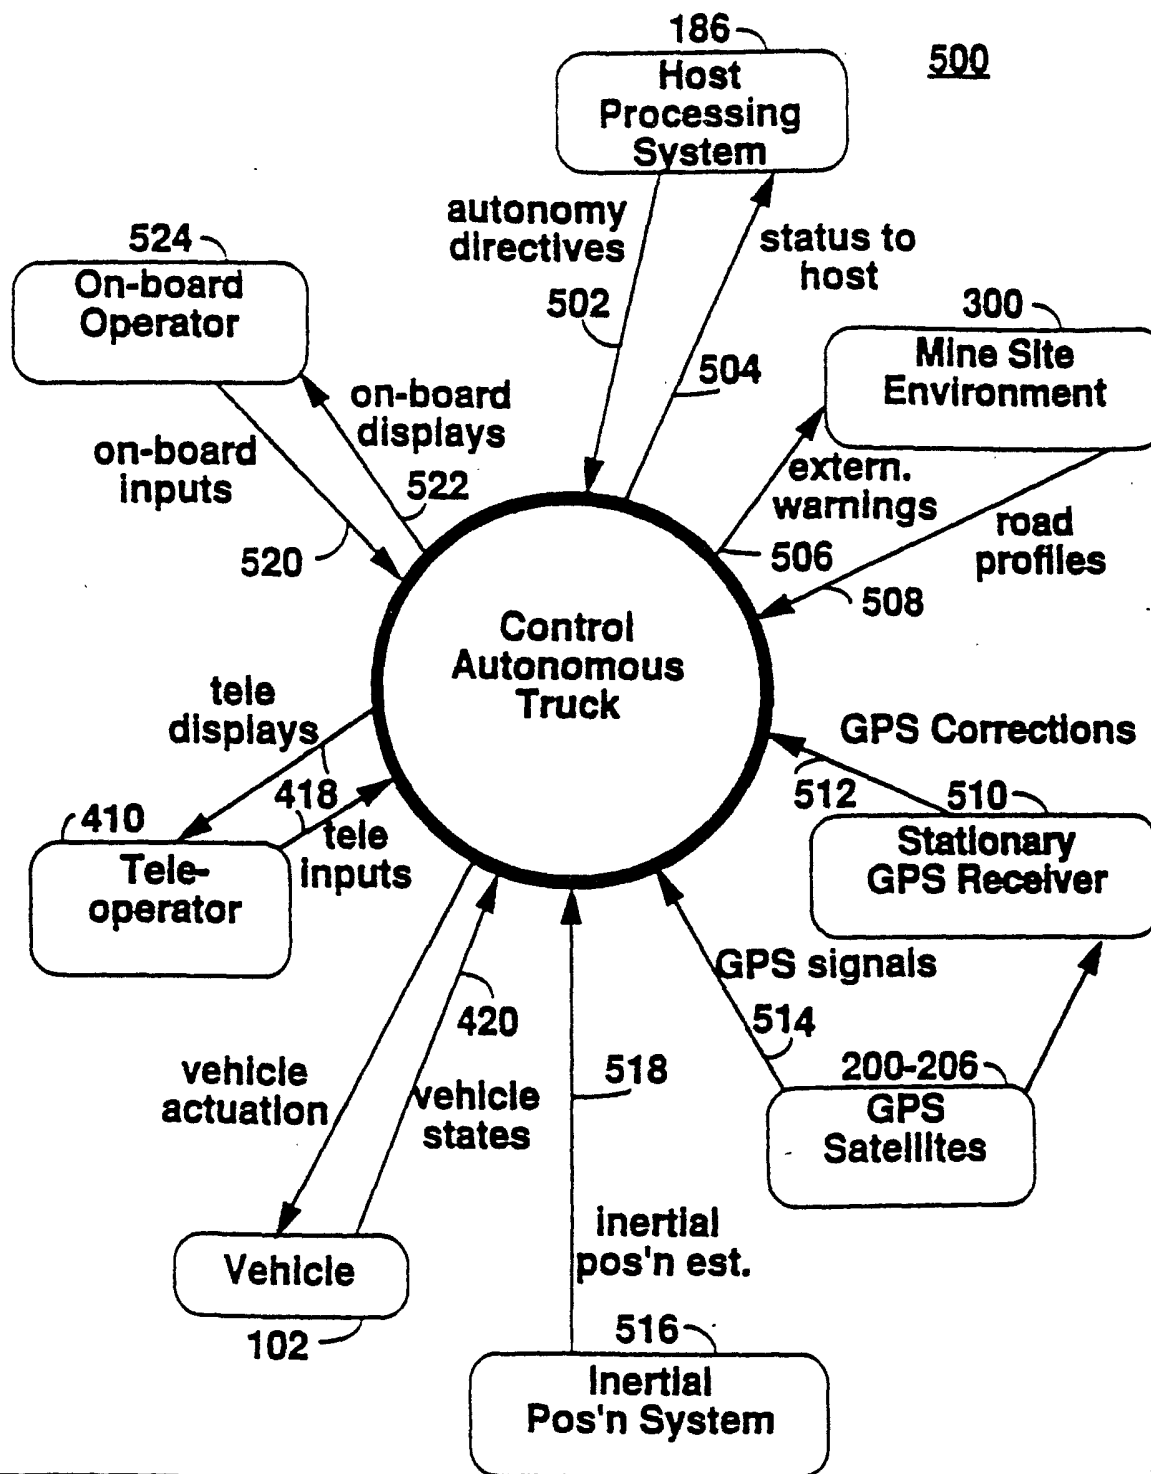 186
500
Host
Processing
System
autonomy
directives
502
status to
host
504
524
On-board
Operator
on-board
displays
522
on-board
inputs
520
300
Mine Site
Environment
extern.
warnings
506
road
profiles
508
Control
Autonomous
Truck
tele
displays
418
tele
inputs
410
Tele-
operator
GPS Corrections
512
510
Stationary
GPS Receiver
GPS signals
514
200-206
GPS
Satellites
420
vehicle
actuation
vehicle
states
518
inertial
pos'n est.
Vehicle
102
516
Inertial
Pos'n System